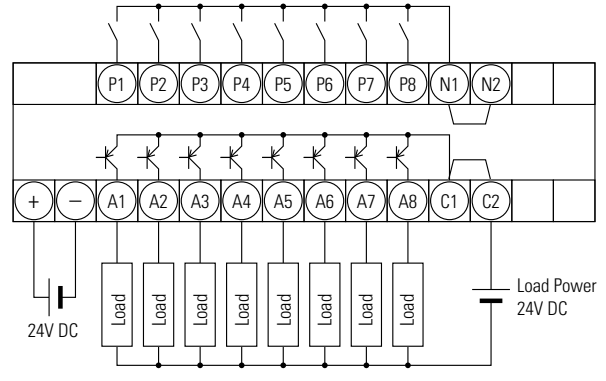 P1 P2 P3 P4 P5 P6 P7 P8 N1 N2
+ − A1 A2 A3 A4 A5 A6 A7 A8 C1 C2
Load Load Load Load Load Load Load Load
24V DC
Load Power
24V DC